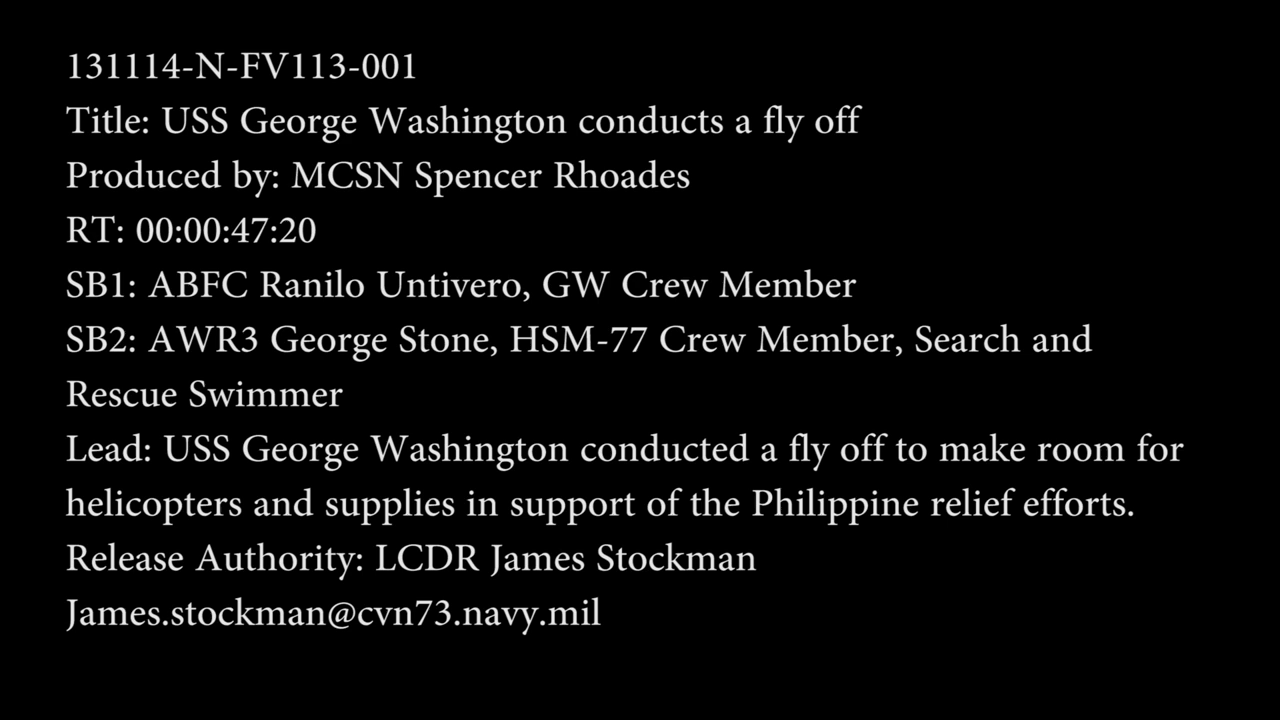 131114-N-FV113-001
Title: USS George Washington conducts a fly off
Produced by: MCSN Spencer Rhoades
RT: 00:00:47:20
SB1: ABFC Ranilo Untivero, GW Crew Member
SB2: AWR3 George Stone, HSM-77 Crew Member, Search and
Rescue Swimmer
Lead: USS George Washington conducted a fly off to make room for
helicopters and supplies in support of the Philippine relief efforts.
Release Authority: LCDR James Stockman
James.stockman@cvn73.navy.mil